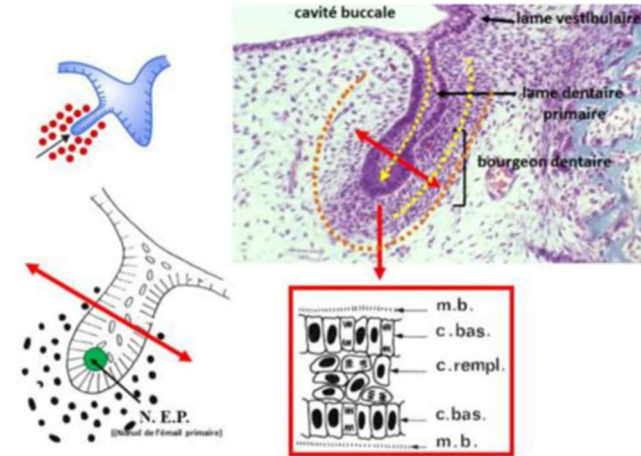 cavité buccale
lame vestibulaire
lame dentaire
primaire
bourgeon dentaire
m.b.
c.bas.
c.rempl.
c.bas.
m.b.
N. E.P.
((Nœud de l'émail primaire)